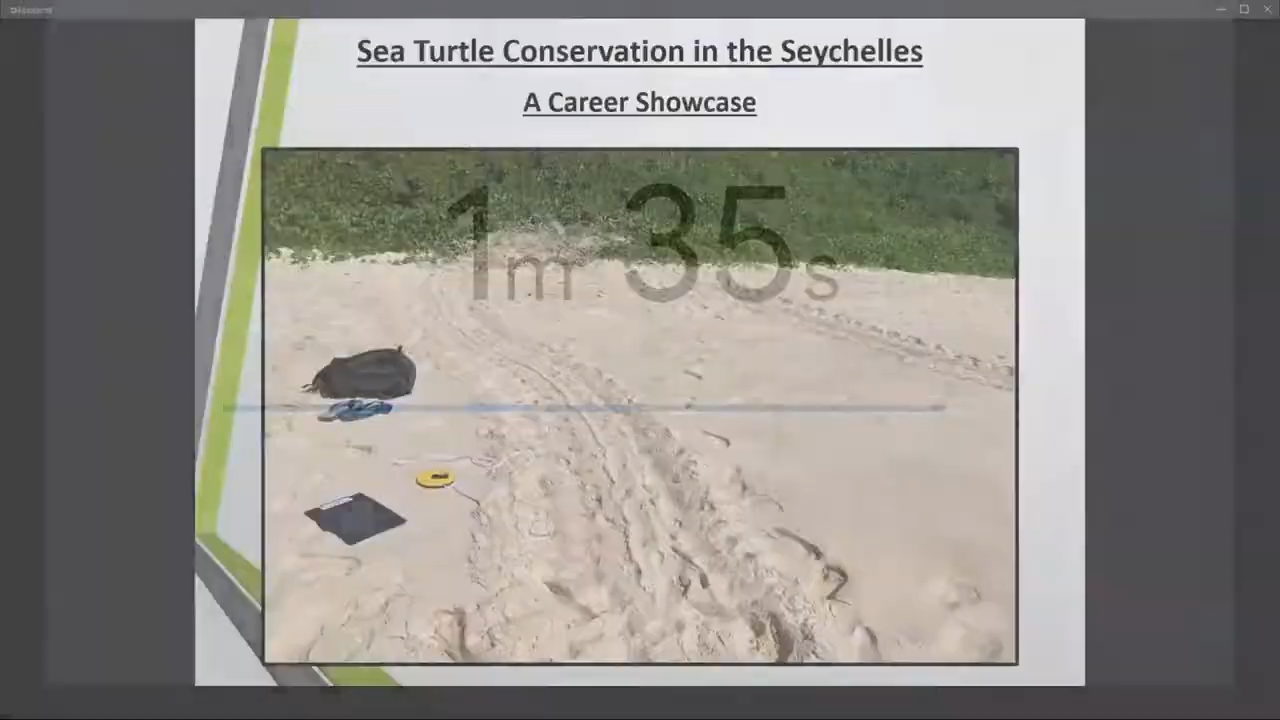 Sea Turtle Conservation in the Seychelles
A Career Showcase
1m 35s